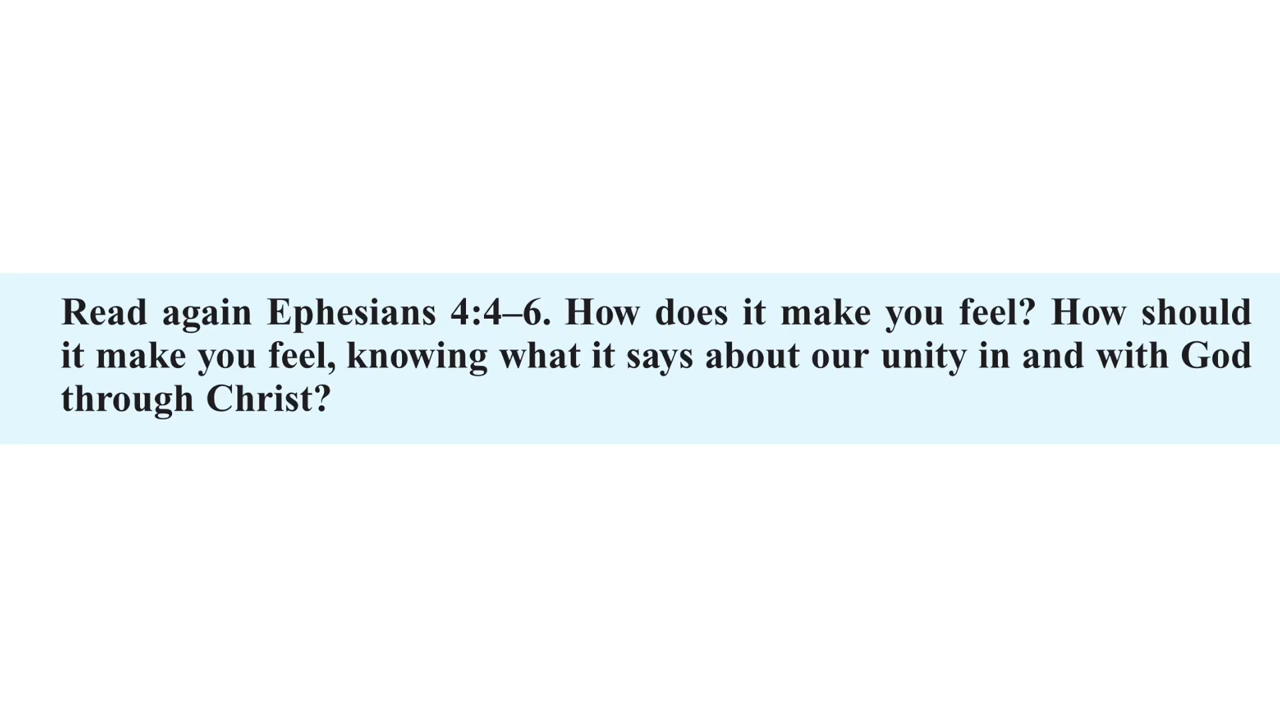 Read again Ephesians 4:4–6. How does it make you feel? How should
it make you feel, knowing what it says about our unity in and with God
through Christ?